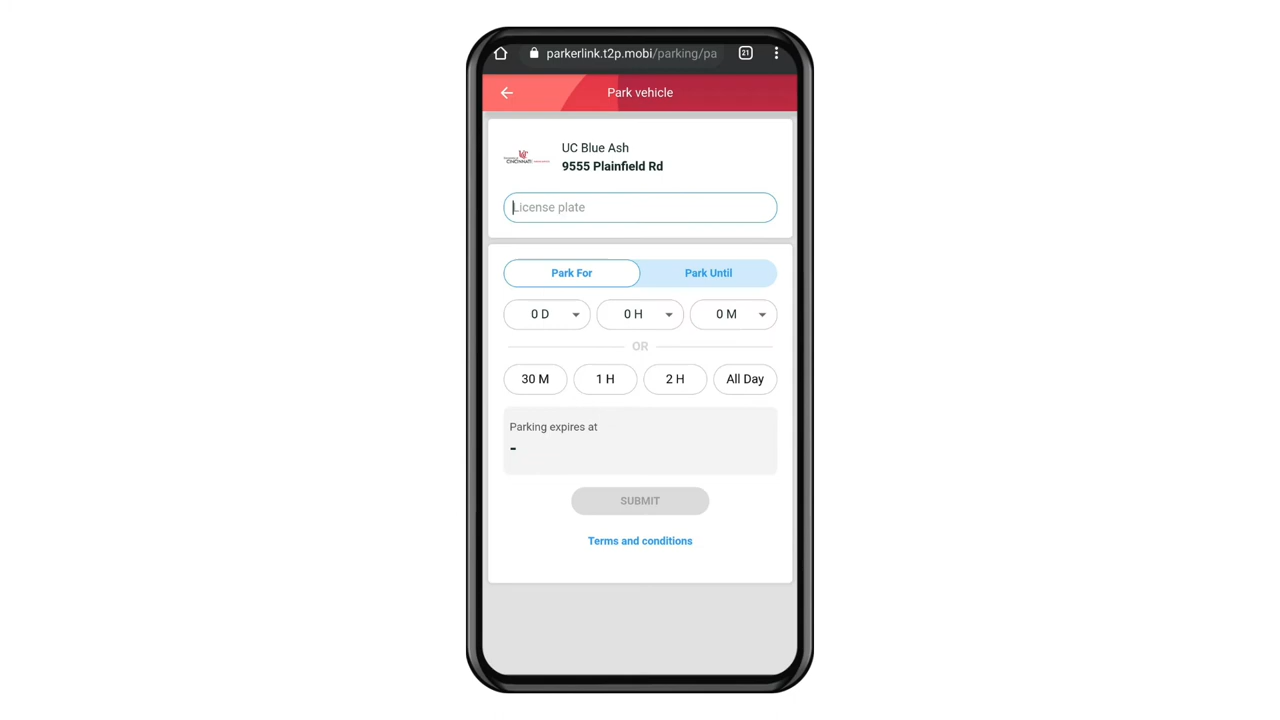 parkerlink.t2p.mobi/parking/pa
21
Park vehicle
UC Blue Ash
CINCINNATI
9555 Plainfield Rd
License plate
Park For
Park Until
0 D
0 H
0 M
OR
30 M
1 H
2 H
All Day
Parking expires at
-
SUBMIT
Terms and conditions